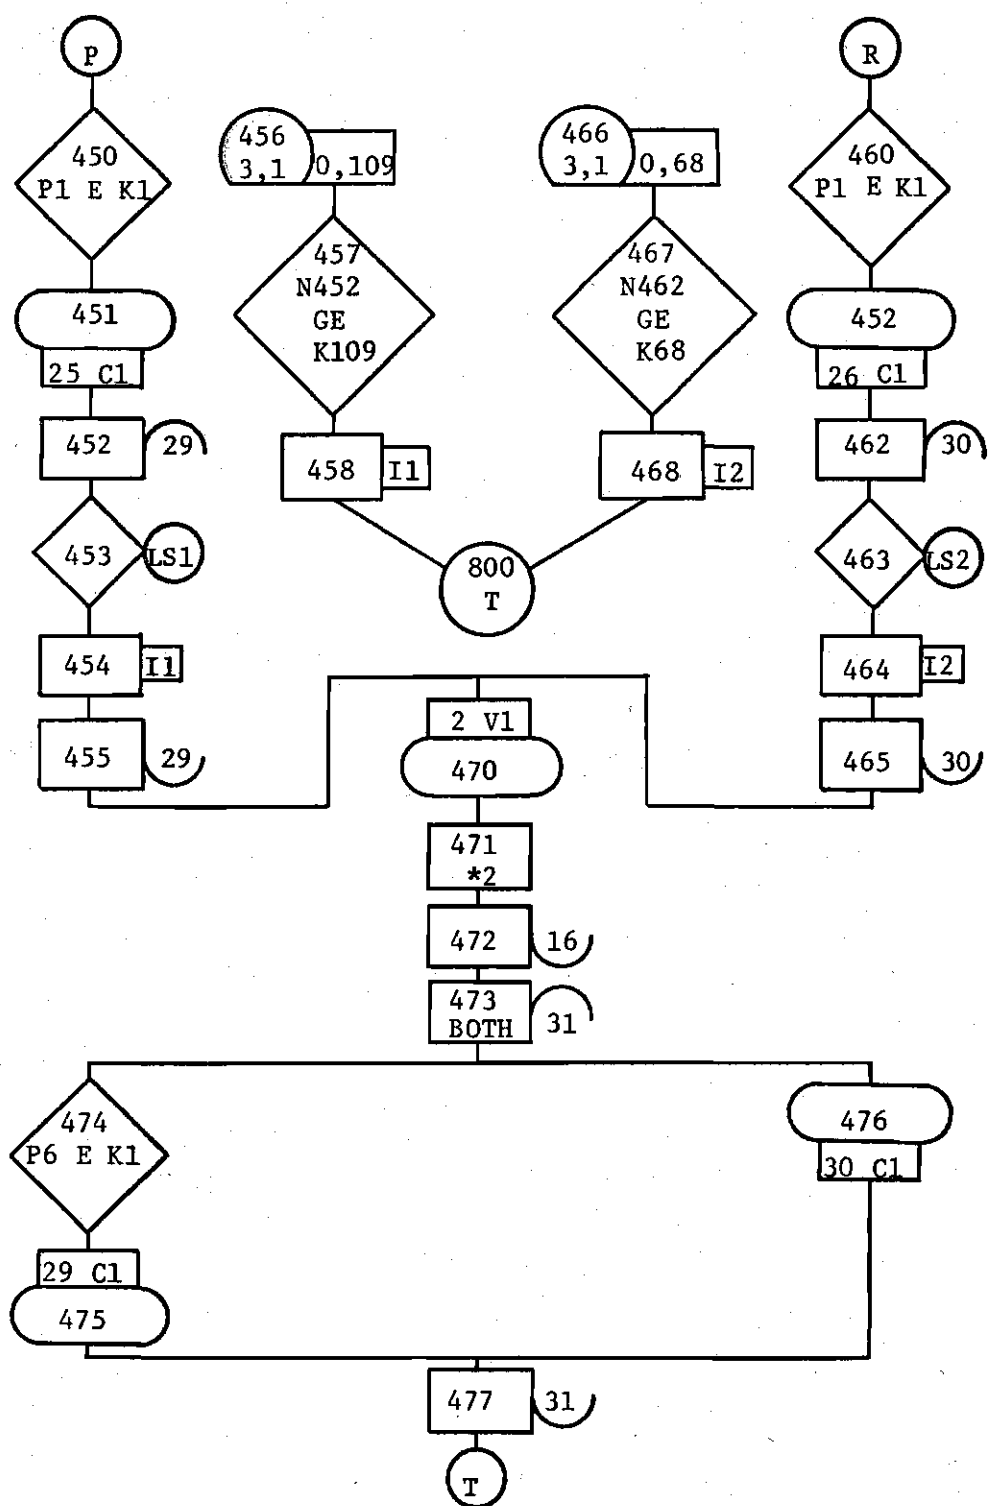 P
450
P1 E K1
451
25 C1
452
29
453
LS1
454
I1
455
29
456
3,1
0,109
457
N452
GE
K109
458
I1
466
3,1
0,68
467
N462
GE
K68
468
I2
800
T
R
460
P1 E K1
452
26 C1
462
30
463
LS2
464
I2
465
30
2 V1
470
471
*2
472
16
473
BOTH
31
474
P6 E K1
29 C1
475
476
30 C1
477
31
T